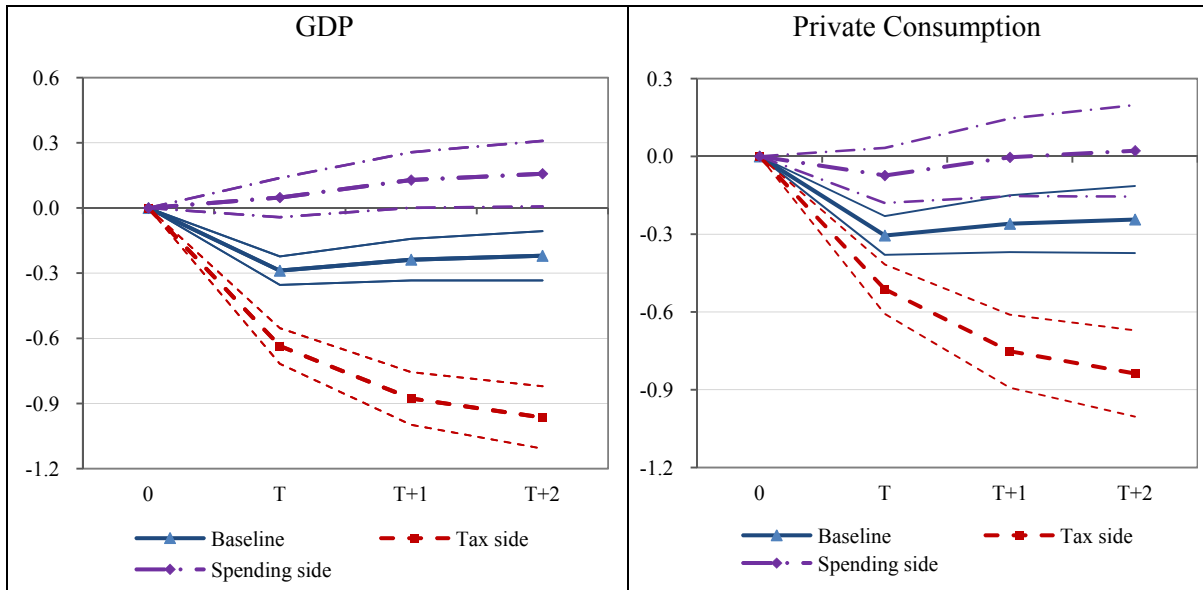 GDP
0.6
0.3
0.0
-0.3
-0.6
-0.9
-1.2
0 T T+1 T+2
Baseline Tax side
Spending side
Private Consumption
0.3
0.0
-0.3
-0.6
-0.9
-1.2
0 T T+1 T+2
Baseline Tax side
Spending side